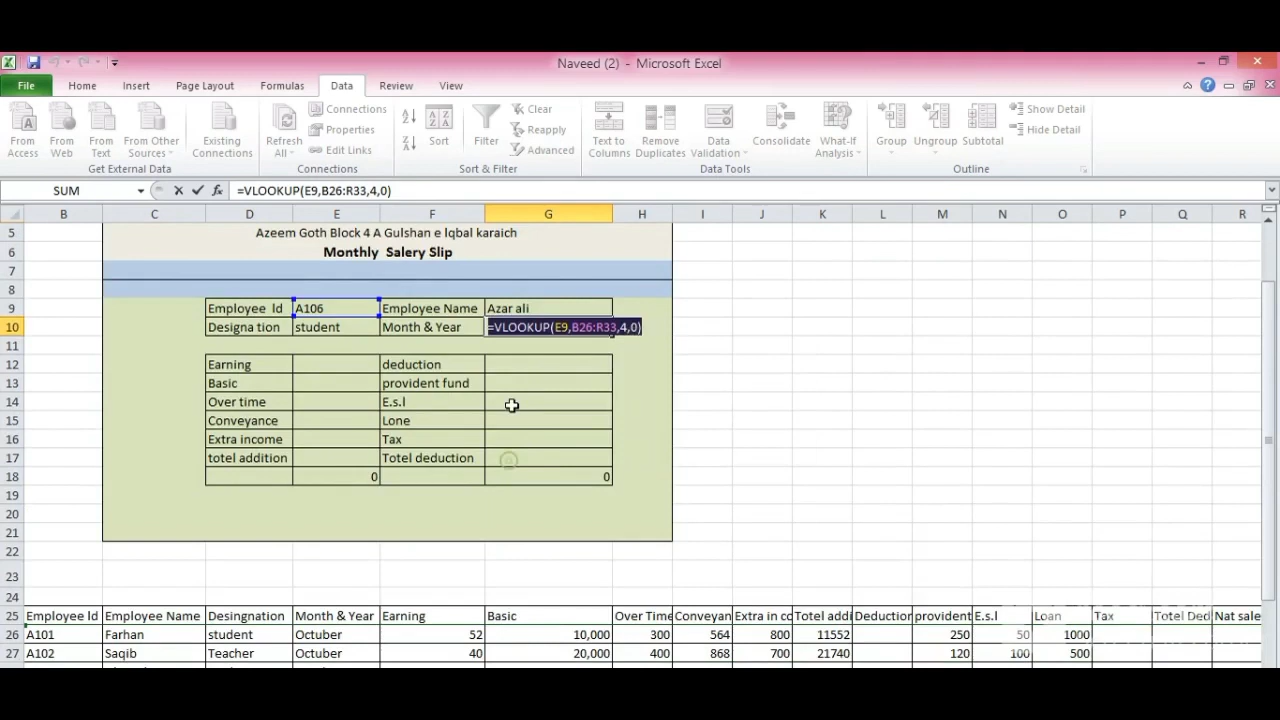 Naveed (2) - Microsoft Excel
File Home Insert Page Layout Formulas Data Review View
From Access From Web From Text From Other Sources Existing Connections Refresh All Connections Properties Edit Links Sort Filter Clear Reapply Advanced Text to Columns Remove Duplicates Data Validation Consolidate What-If Analysis Group Ungroup Subtotal Show Detail Hide Detail
Get External Data Connections Sort & Filter Data Tools Outline
SUM =VLOOKUP(E9,B26:R33,4,0)
B C D E F G H I J K L M N O P Q R
5 Azeem Goth Block 4 A Gulshan e Iqbal karaich
6 Monthly Salery Slip
7
8
9 Employee Id A106 Employee Name Azar ali
10 Designa tion student Month & Year =VLOOKUP(E9,B26:R33,4,0)
11
12 Earning deduction
13 Basic provident fund
14 Over time E.s.l
15 Conveyance Lone
16 Extra income Tax
17 total addition Total deduction
18 0 0
19
20
21
22
23
24
25 Employee Id Employee Name Desingnation Month & Year Earning Basic Over Time Conveyan Extra in co Total addi Deduction provident E.s.l Loan Tax Total Ded Nat sale
26 A101 Farhan student Octuber 52 10,000 300 564 800 11552 250 50 1000
27 A102 Saqib Teacher Octuber 40 20,000 400 868 700 21740 120 100 500